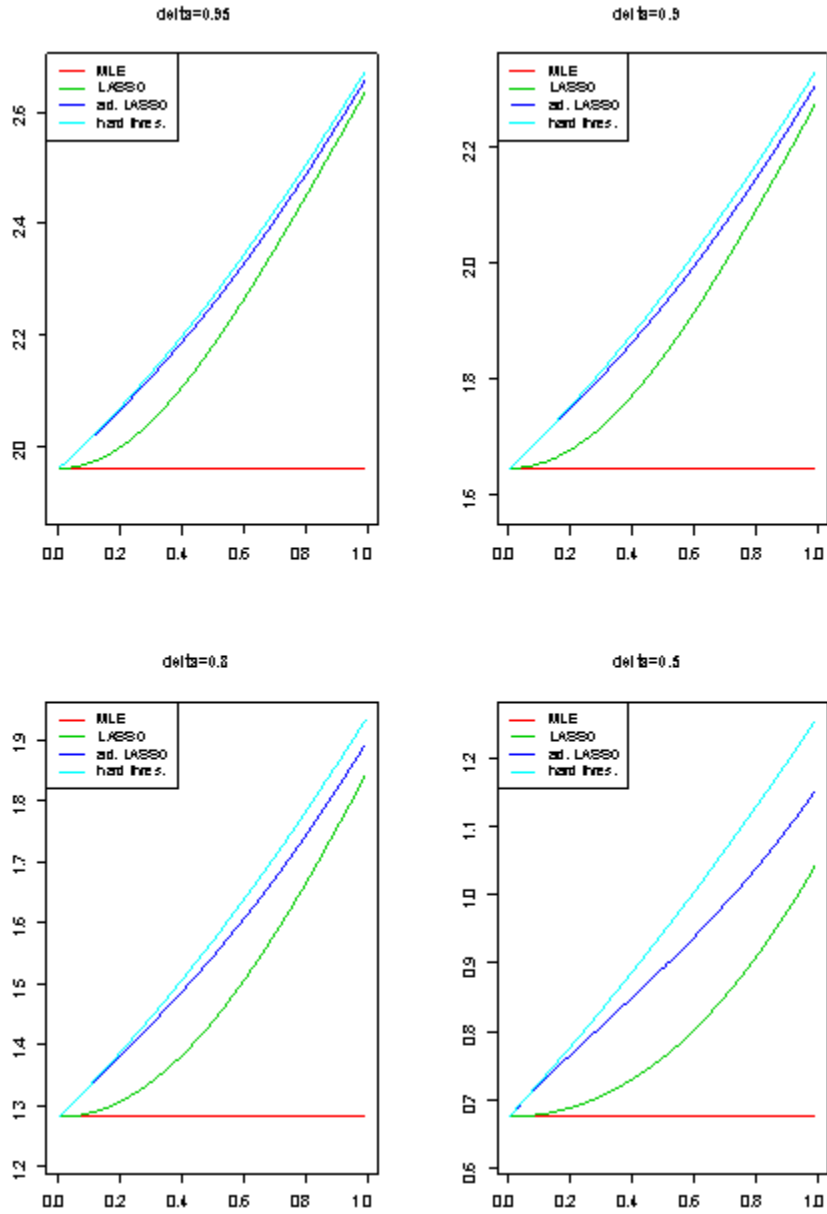 delta=0.95
MLE
LASSO
ad. LASSO
hard thres.
2.6
2.4
2.2
2.0
0.0 0.2 0.4 0.6 0.8 1.0
delta=0.9
MLE
LASSO
ad. LASSO
hard thres.
2.2
2.0
1.8
1.6
0.0 0.2 0.4 0.6 0.8 1.0
delta=0.8
MLE
LASSO
ad. LASSO
hard thres.
1.9
1.8
1.7
1.6
1.5
1.4
1.3
1.2
0.0 0.2 0.4 0.6 0.8 1.0
delta=0.5
MLE
LASSO
ad. LASSO
hard thres.
1.2
1.1
1.0
0.9
0.8
0.7
0.6
0.0 0.2 0.4 0.6 0.8 1.0